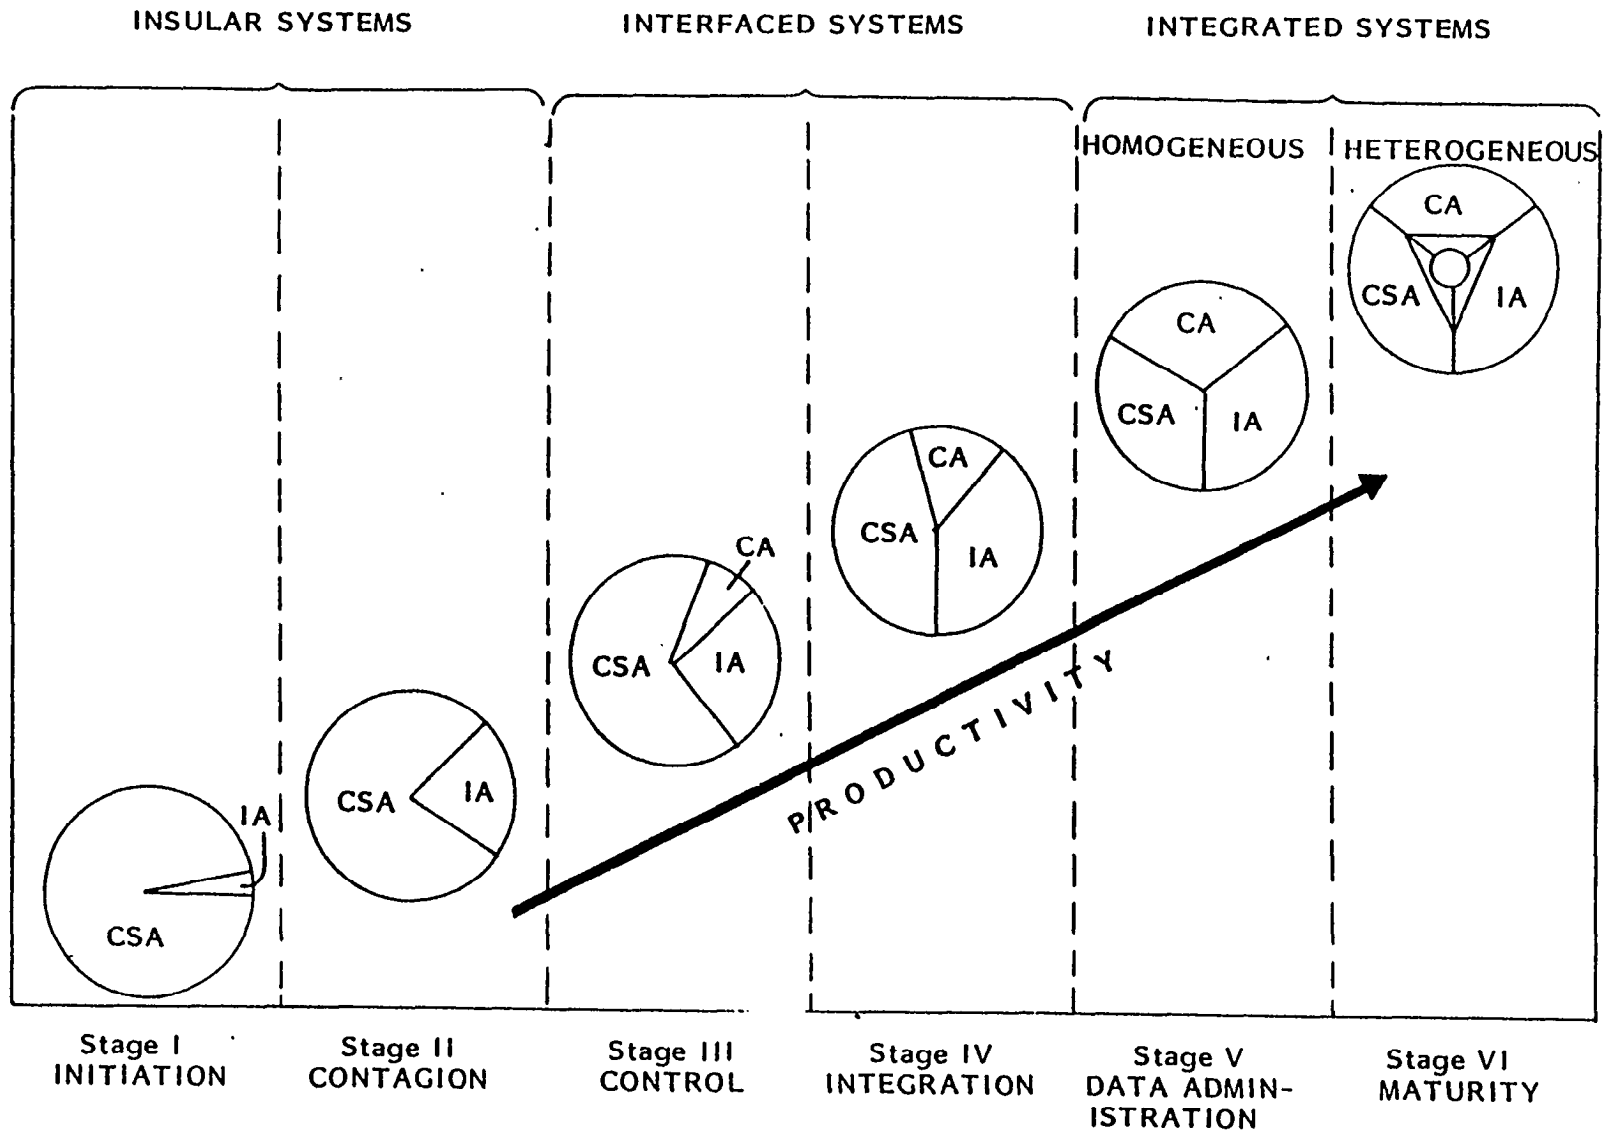 INSULAR SYSTEMS
INTERFACED SYSTEMS
INTEGRATED SYSTEMS
HOMOGENEOUS
HETEROGENEOUS
CA
CSA
IA
CA
CSA
IA
CA
CSA
IA
CA
CSA
IA
CSA
IA
IA
CSA
PRODUCTIVITY
Stage I
INITIATION
Stage II
CONTAGION
Stage III
CONTROL
Stage IV
INTEGRATION
Stage V
DATA ADMIN-
ISTRATION
Stage VI
MATURITY